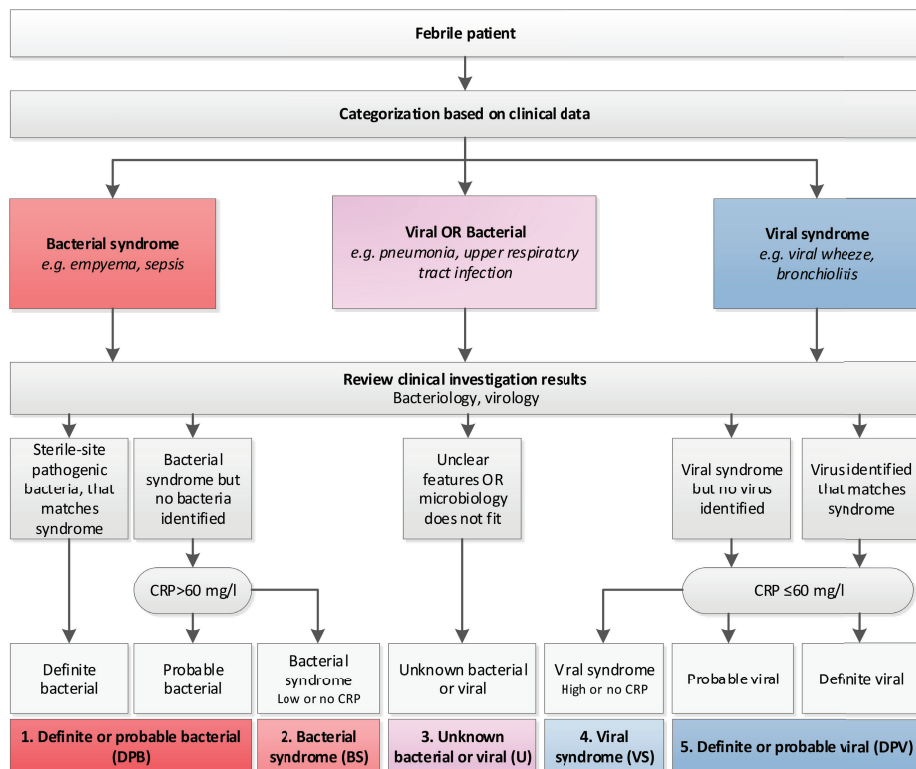 Febrile patient
Categorization based on clinical data
Bacterial syndrome
e.g. empyema, sepsis
Viral OR Bacterial
e.g. pneumonia, upper respiratory
tract infection
Viral syndrome
e.g. viral wheeze,
bronchiolitis
Review clinical investigation results
Bacteriology, virology
Sterile-site
pathogenic
bacteria, that
matches
syndrome
Bacterial
syndrome but
no bacteria
identified
Unclear
features OR
microbiology
does not fit
Viral syndrome
but no virus
identified
Virus identified
that matches
syndrome
CRP>60 mg/l
CRP ≤60 mg/l
Definite
bacterial
Probable
bacterial
Bacterial
syndrome
Low or no CRP
Unknown bacterial
or viral
Viral syndrome
High or no CRP
Probable viral
Definite viral
1. Definite or probable bacterial
(DPB)
2. Bacterial
syndrome (BS)
3. Unknown
bacterial or viral (U)
4. Viral
syndrome (VS)
5. Definite or probable viral (DPV)